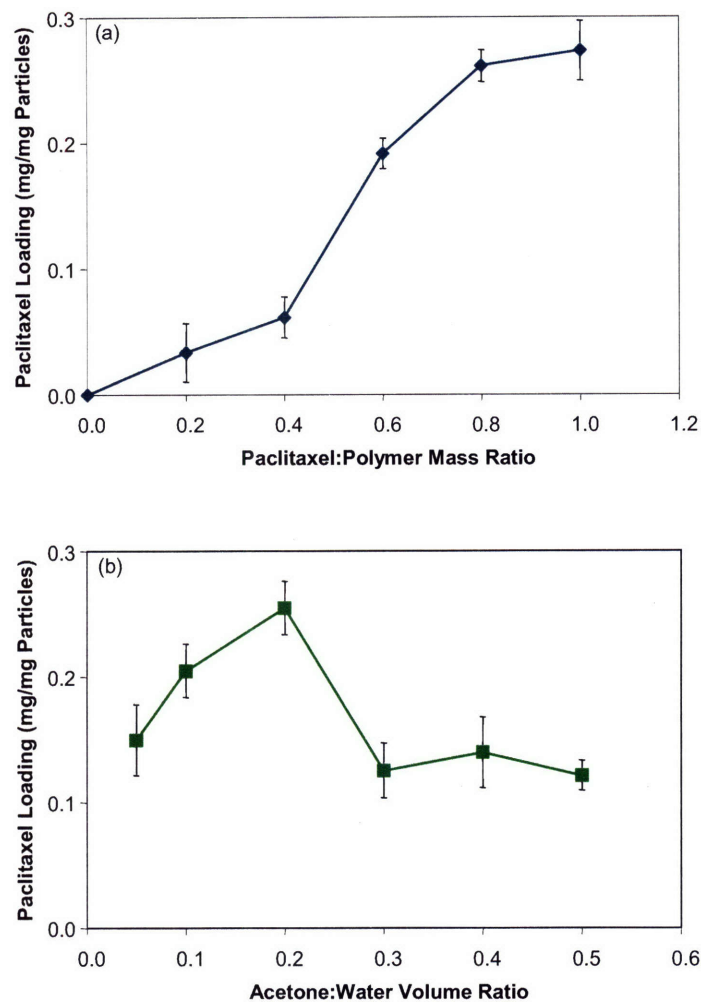 (a)
Paclitaxel Loading (mg/mg Particles)
0.3
0.2
0.1
0.0
0.0 0.2 0.4 0.6 0.8 1.0 1.2
Paclitaxel:Polymer Mass Ratio
(b)
Paclitaxel Loading (mg/mg Particles)
0.3
0.2
0.1
0.0
0.0 0.1 0.2 0.3 0.4 0.5 0.6
Acetone:Water Volume Ratio